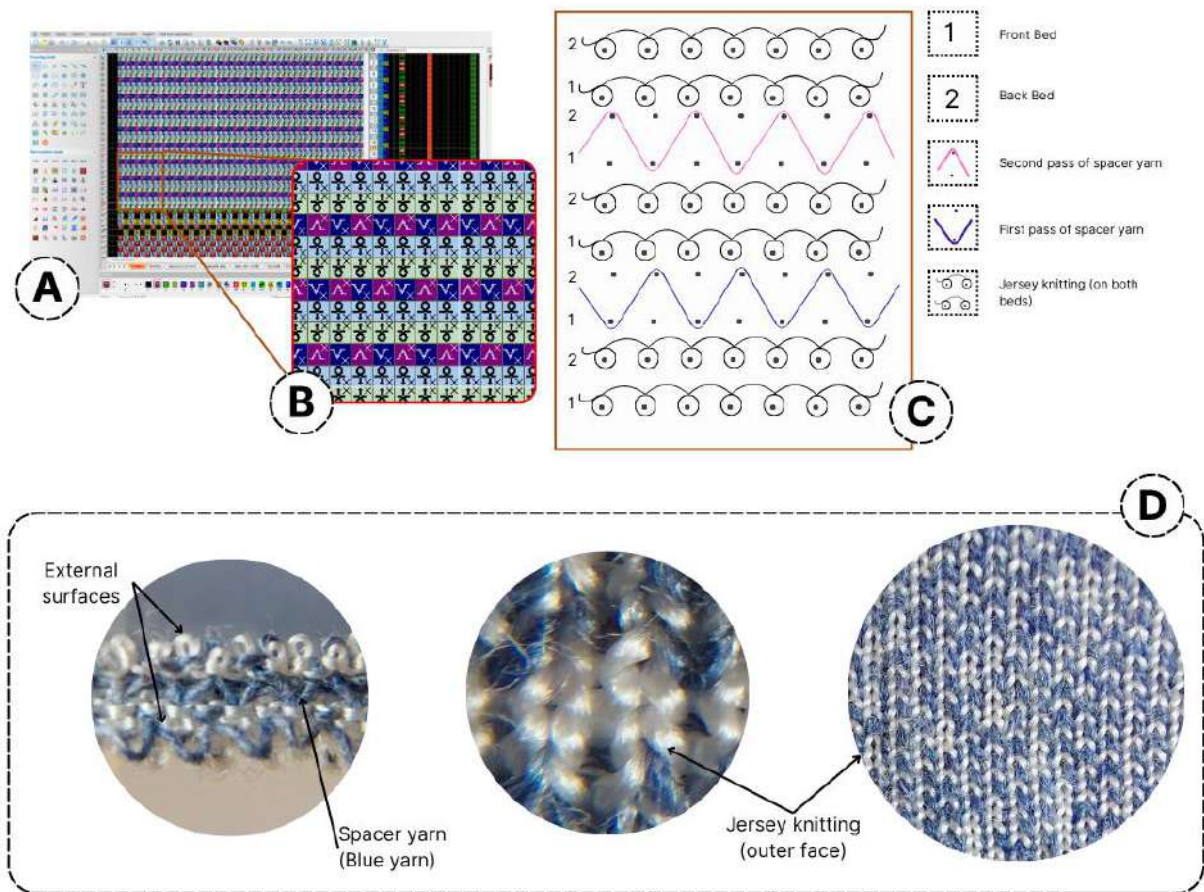 A
B
2
1
2
1
2
1
2
1
2
1
C
1
Front Bed
2
Back Bed
Second pass of spacer yarn
First pass of spacer yarn
Jersey knitting (on both
beds)
D
External
surfaces
Spacer yarn
(Blue yarn)
Jersey knitting
(outer face)